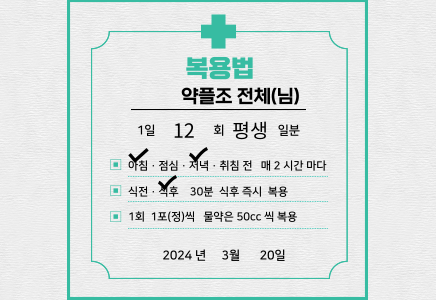 복용법
약플조 전체(님)
1일 12 회 평생 일분
아침 · 점심 · 저녁 · 취침 전 매 2 시간 마다
식전 · 식후 30분 식후 즉시 복용
1회 1포(정)씩 물약은 50cc 씩 복용
2024 년 3월 20일